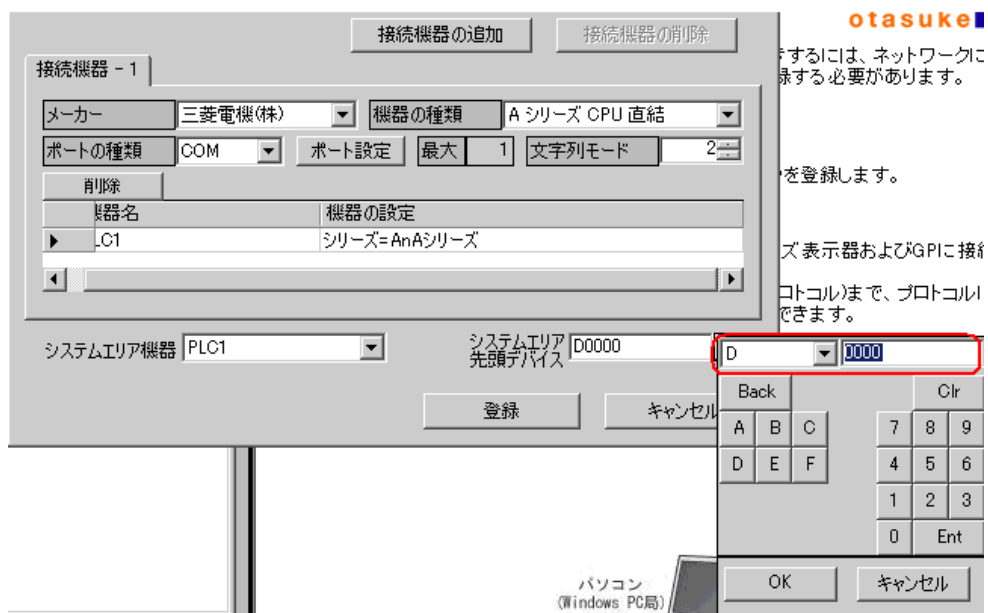 otasuke
接続機器の追加
接続機器の削除
するには、ネットワークに
録する必要があります。
接続機器 - 1
メーカー
三菱電機(株)
機器の種類
A シリーズ CPU 直結
ポートの種類
COM
ポート設定
最大
1
文字列モード
2
を登録します。
削除
機器名
機器の設定
LC1
シリーズ=AnAシリーズ
ズ表示器およびGPIに接続
ロトコル)まで、プロトコル
できます。
システムエリア機器
PLC1
システムエリア
先頭デバイス
D0000
D
0000
登録
キャンセル
Back
Clr
A B C 7 8 9
D E F 4 5 6
1 2 3
0 Ent
OK
キャンセル
パソコン
(Windows PC局)